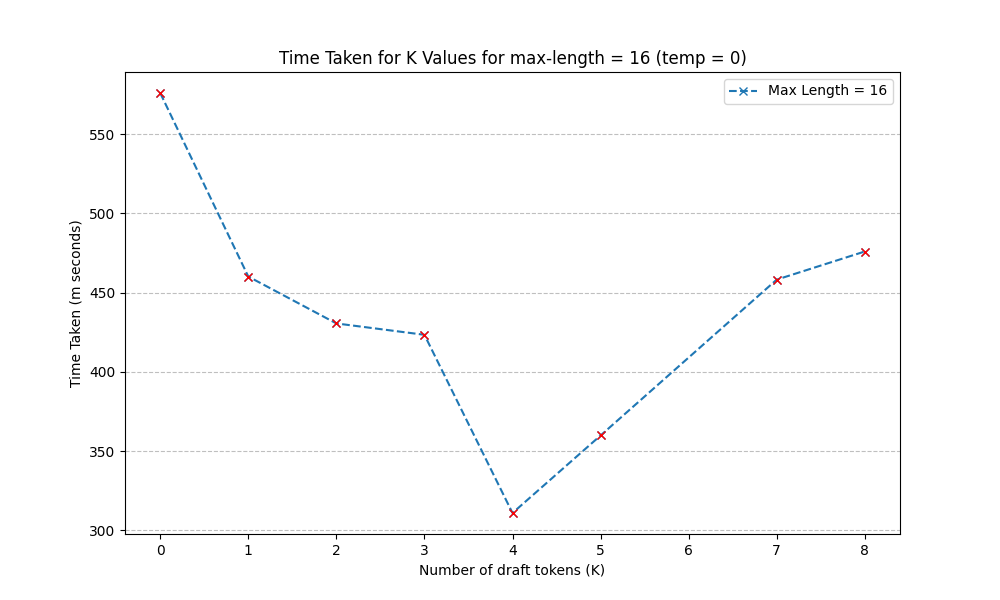 Time Taken for K Values for max-length = 16 (temp = 0)
Max Length = 16
Time Taken (m seconds)
550
500
450
400
350
300
0 1 2 3 4 5 6 7 8
Number of draft tokens (K)